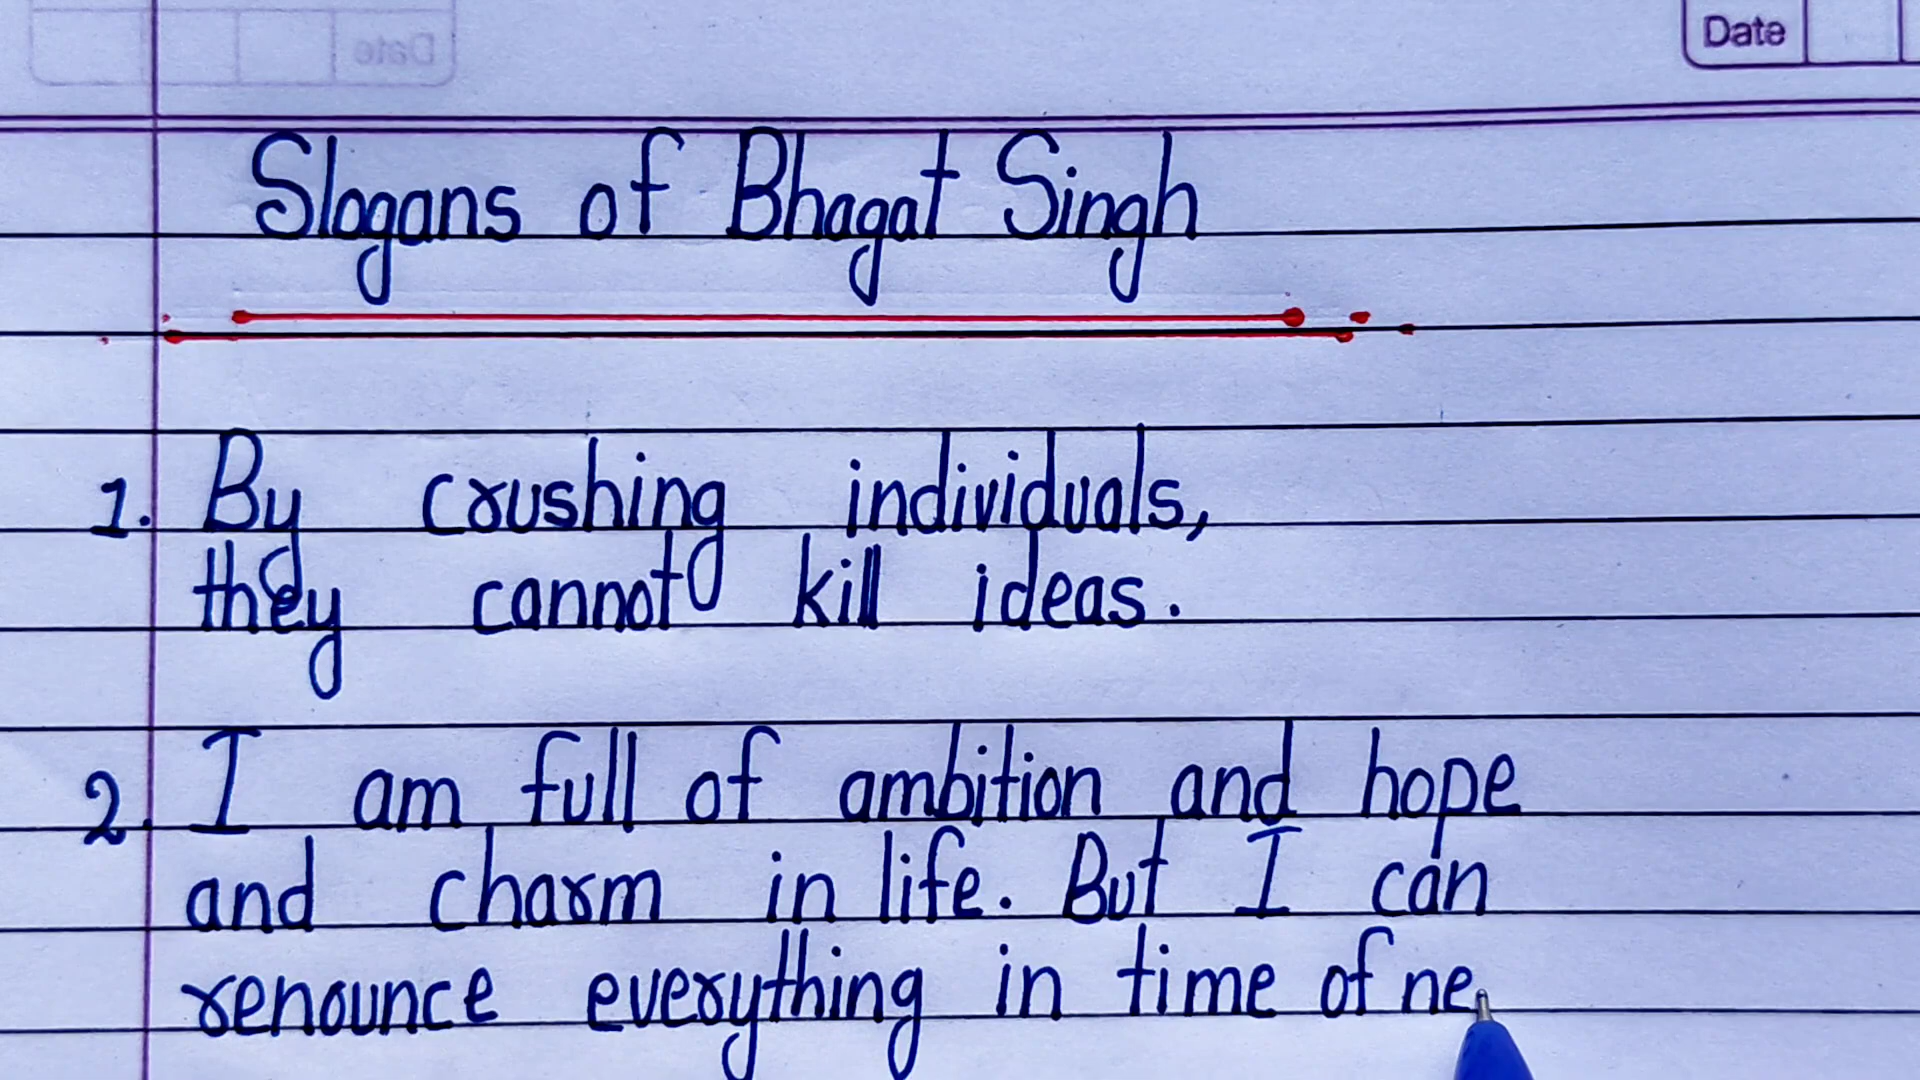 Date
Date
Slogans of Bhagat Singh
1. By crushing individuals,
they cannot kill ideas.
2. I am full of ambition and hope
and charm in life. But I can
renounce everything in time of ne